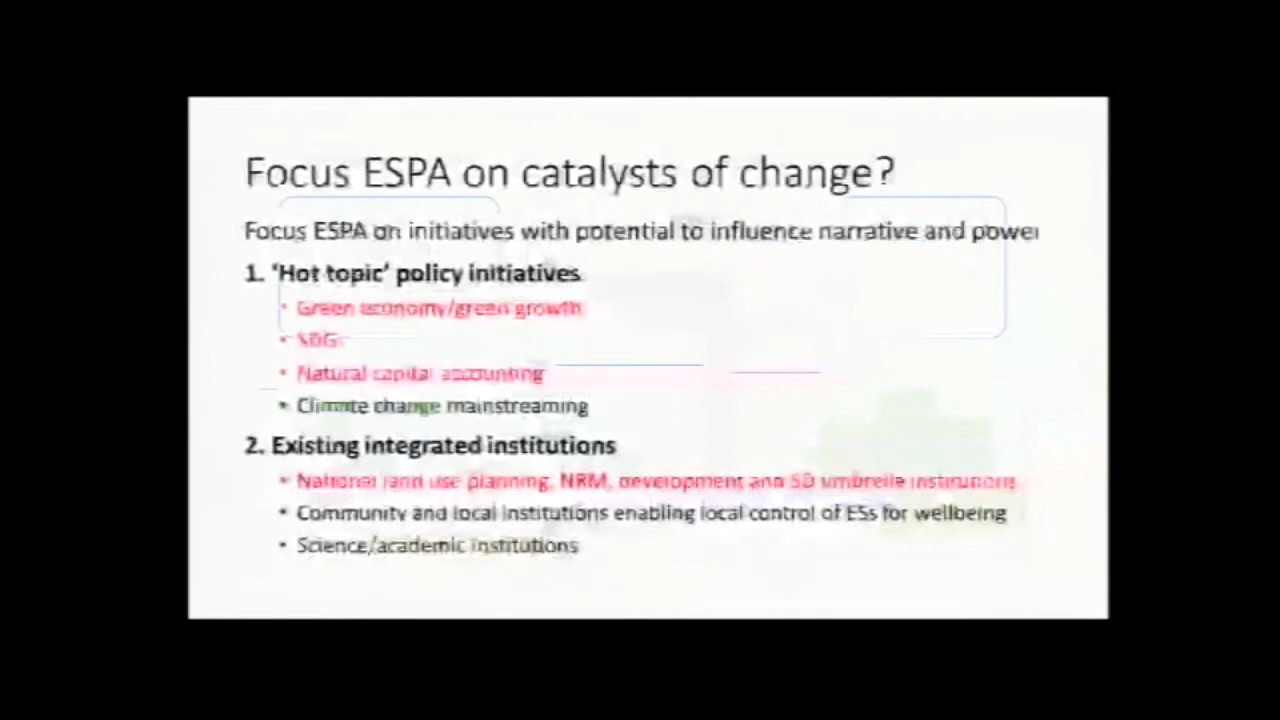 Focus ESPA on catalysts of change?
Focus ESPA on initiatives with potential to influence narrative and power
1. ‘Hot topic’ policy initiatives
• Green economy/green growth
• SDGs
• Natural capital accounting
• Climate change mainstreaming
2. Existing integrated institutions
• National land use planning, NRM, development and SD umbrella institutions
• Community and local institutions enabling local control of ESs for wellbeing
• Science/academic institutions